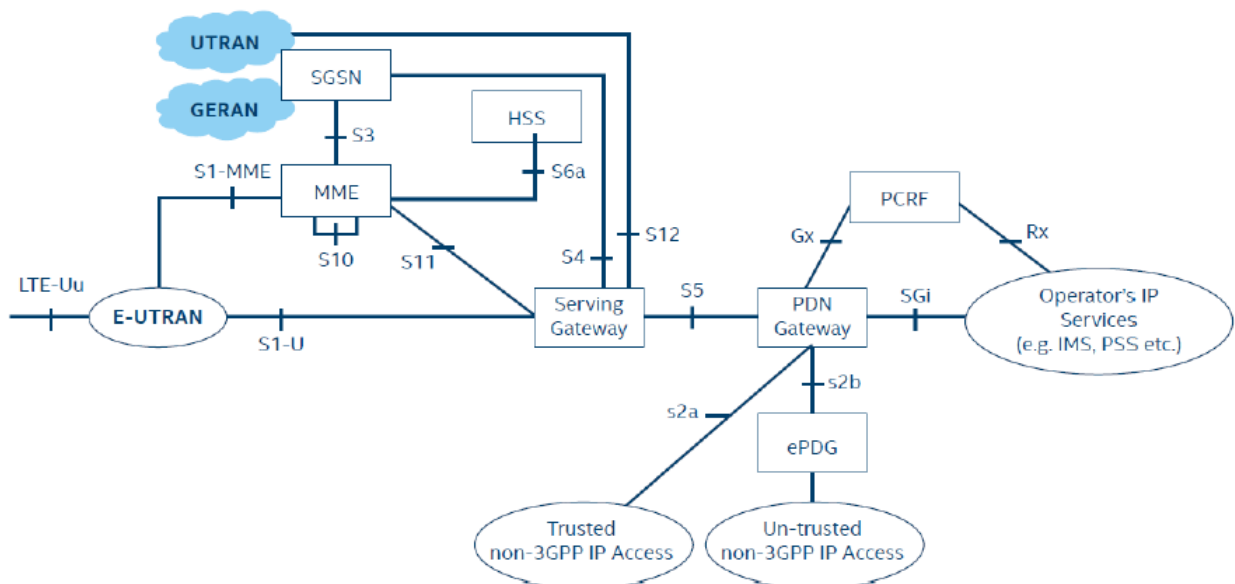 UTRAN
SGSN
GERAN
HSS
S3
S1-MME
S6a
MME
PCRF
S10
S11
S4
S12
Gx
Rx
LTE-Uu
E-UTRAN
S1-U
Serving
Gateway
S5
PDN
Gateway
SGi
Operator's IP
Services
(e.g. IMS, PSS etc.)
s2a
s2b
ePDG
Trusted
non-3GPP IP Access
Un-trusted
non-3GPP IP Access